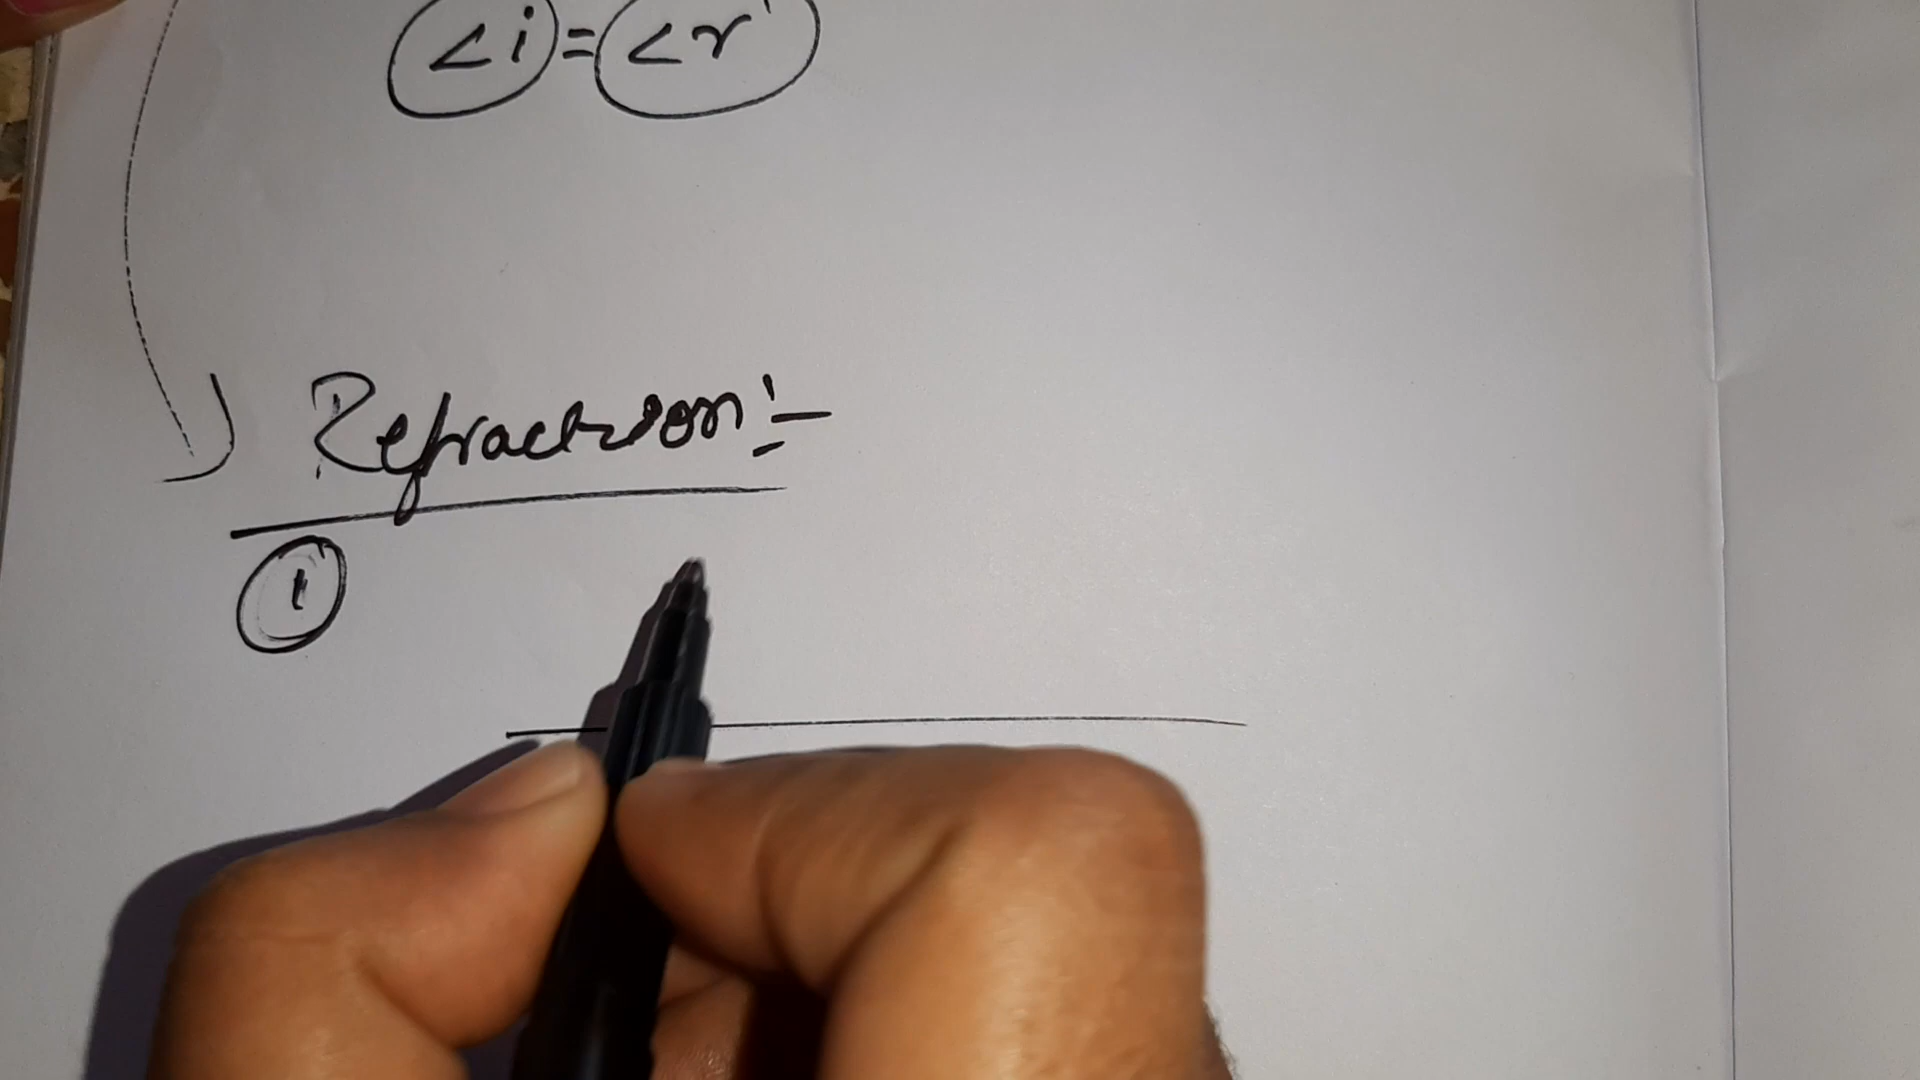 <i = <r'
Refraction:-
1